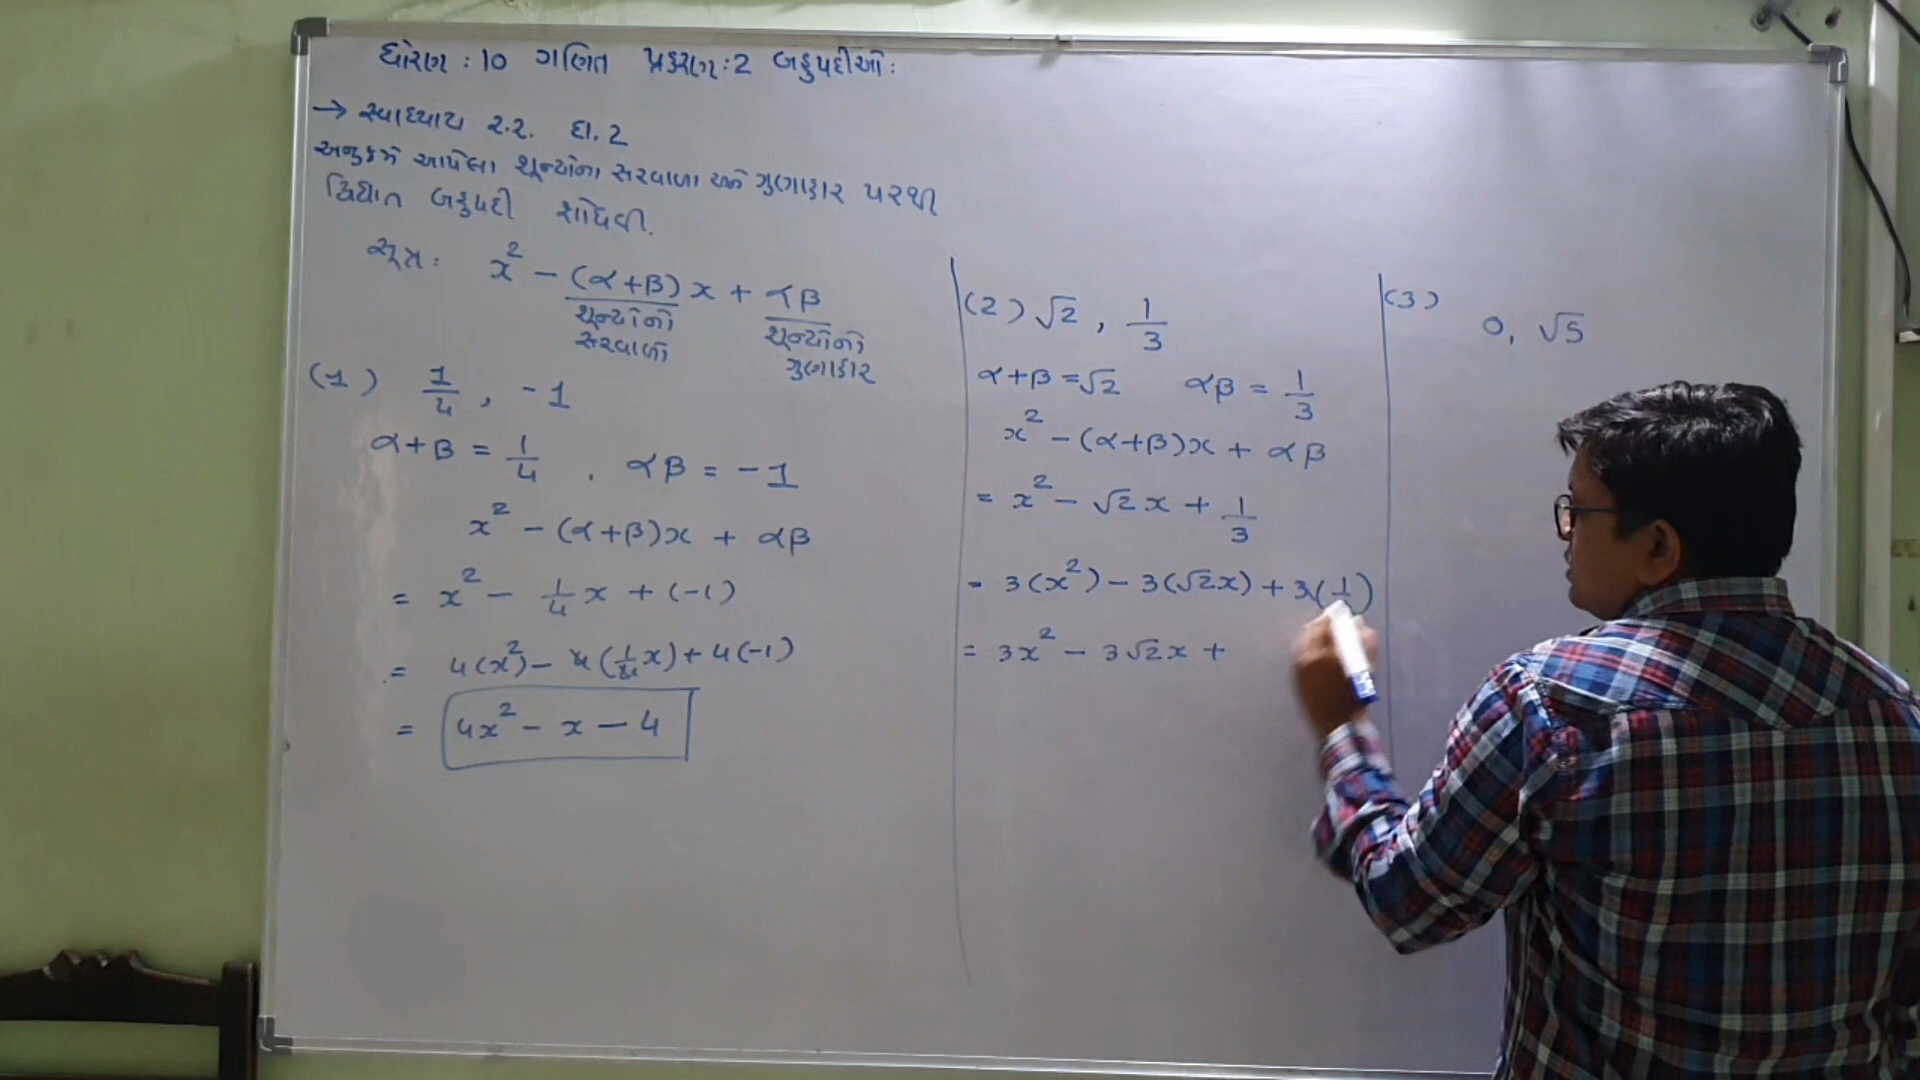 ધોરણ : 10 ગણિત પ્રકરણ : 2 બહુપદીઓ :
→ સ્વાધ્યાય ૨.૨. દા. 2
અનુક્રમે આપેલા શૂન્યોના સરવાળા અને ગુણાકાર પરથી
દ્વિઘાત બહુપદી શોધવી.
સૂત્ર : x² - (α+β)x + αβ
શૂન્યોનો સરવાળો
શૂન્યોનો ગુણાકાર
(1) 1/4 , -1
α+β = 1/4 . αβ = -1
x² - (α+β)x + αβ
= x² - 1/4 x + (-1)
= 4(x²) - 4(1/4 x) + 4(-1)
= 4x² - x - 4
(2) √2 , 1/3
α+β = √2 αβ = 1/3
x² - (α+β)x + αβ
= x² - √2x + 1/3
= 3(x²) - 3(√2x) + 3(1/
= 3x² - 3√2x +
(3)
0, √5